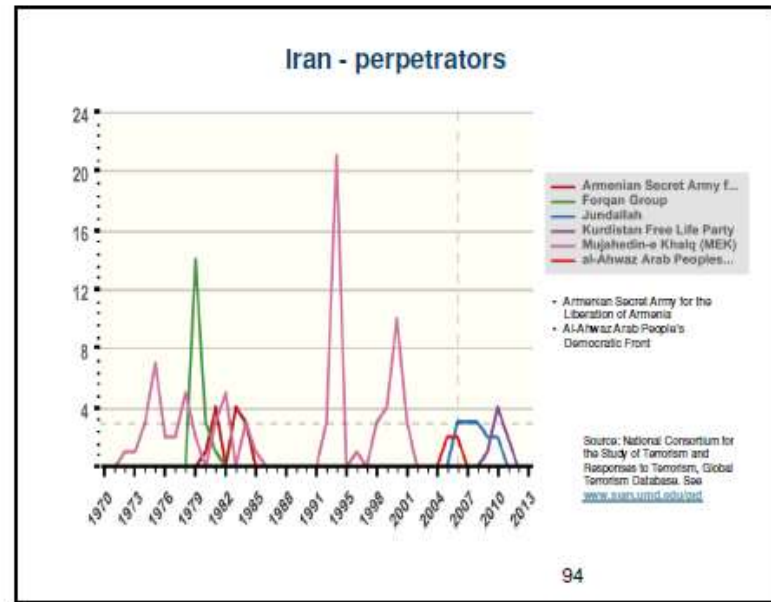 Iran - perpetrators
24
20
16
12
8
4
1970
1973
1976
1979
1982
1985
1988
1991
1995
1998
2001
2004
2007
2010
2013
Armenian Secret Army f...
Forqan Group
Jundallah
Kurdistan Free Life Party
Mujahedin-e Khalq (MEK)
al-Ahwaz Arab Peoples...
• Armenian Secret Army for the
Liberation of Armenia
• Al-Ahwaz Arab People's
Democratic Front
Source: National Consortium for
the Study of Terrorism and
Responses to Terrorism, Global
Terrorism Database. See
94